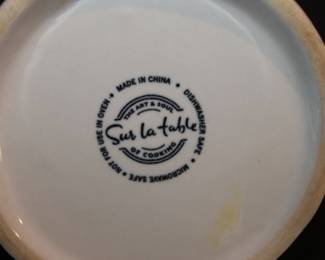 MADE IN CHINA • DISHWASHER SAFE • MICROWAVE SAFE • NOT FOR USE IN OVEN •
THE ART & SOUL
Sur la table
OF COOKING